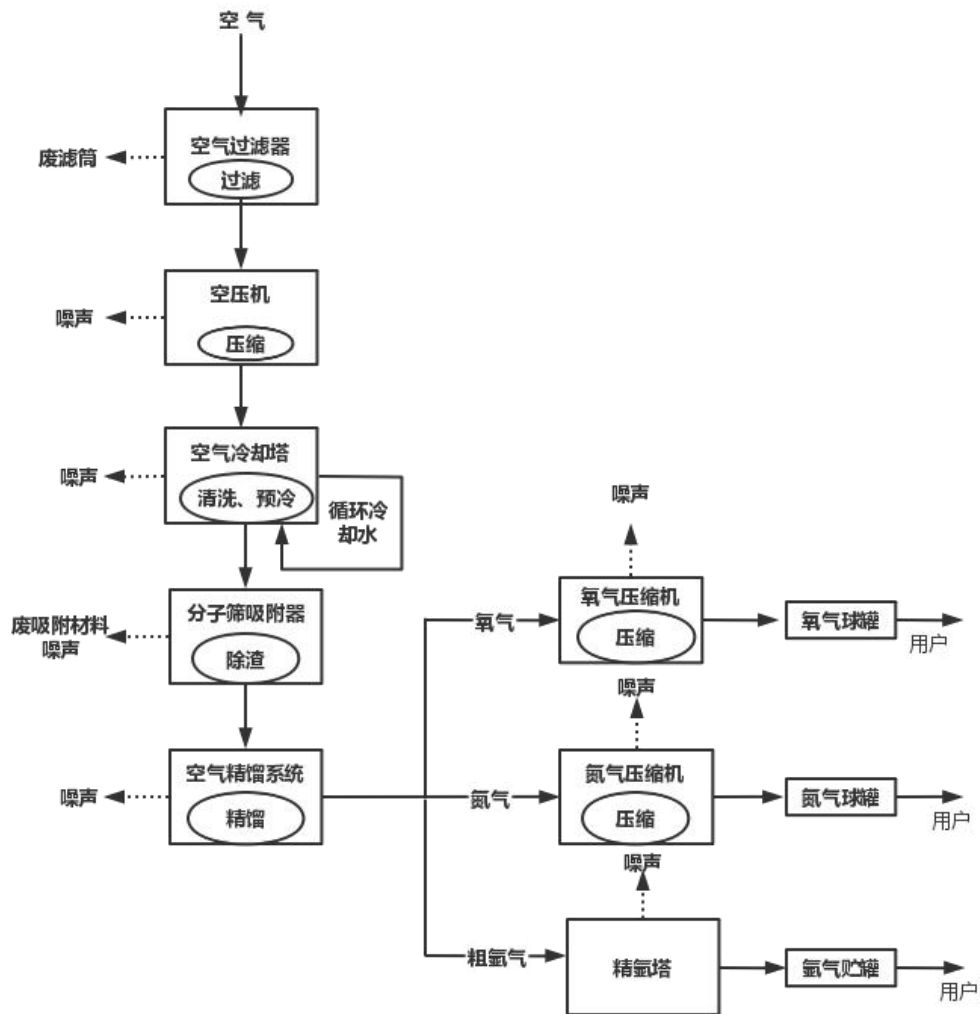 空气
废滤筒
空气过滤器
过滤
噪声
空压机
压缩
噪声
空气冷却塔
清洗、预冷
循环冷
却水
废吸附材料
噪声
分子筛吸附器
除渣
噪声
空气精馏系统
精馏
氧气
噪声
氧气压缩机
压缩
氧气球罐
用户
氮气
噪声
氮气压缩机
压缩
氮气球罐
用户
粗氩气
噪声
精氩塔
氩气贮罐
用户